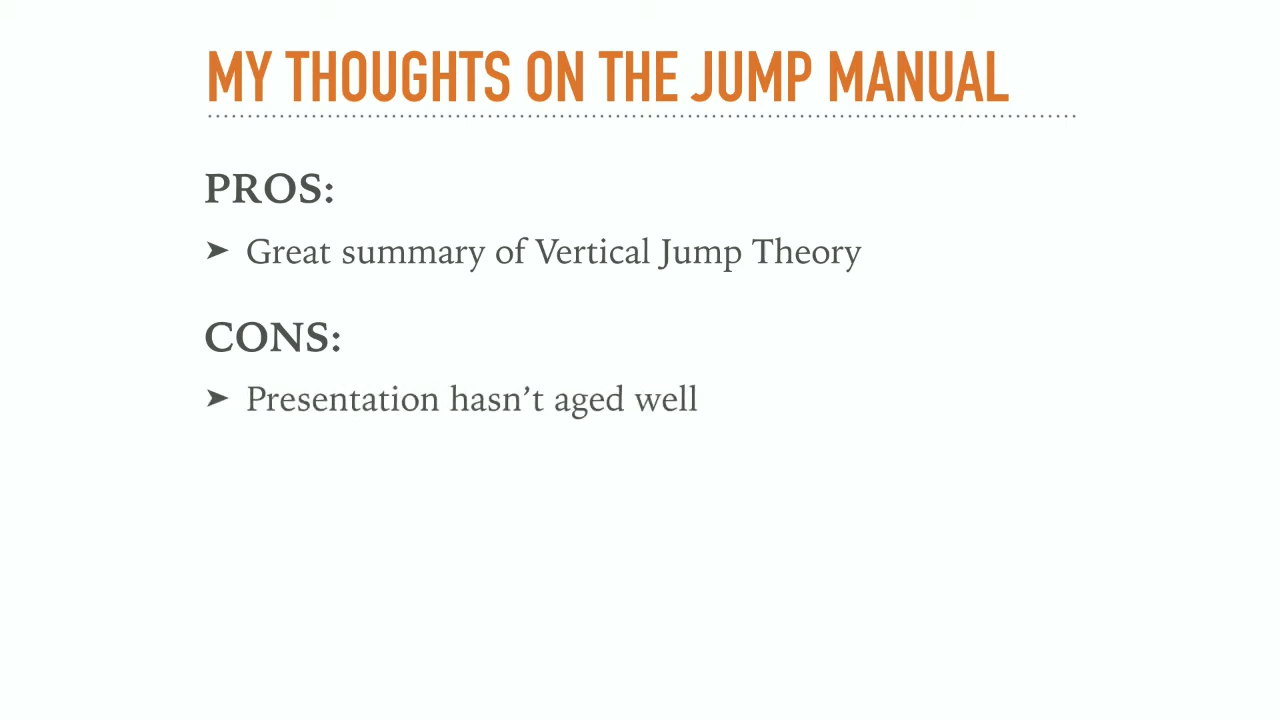 MY THOUGHTS ON THE JUMP MANUAL
PROS:
➤ Great summary of Vertical Jump Theory
CONS:
➤ Presentation hasn’t aged well